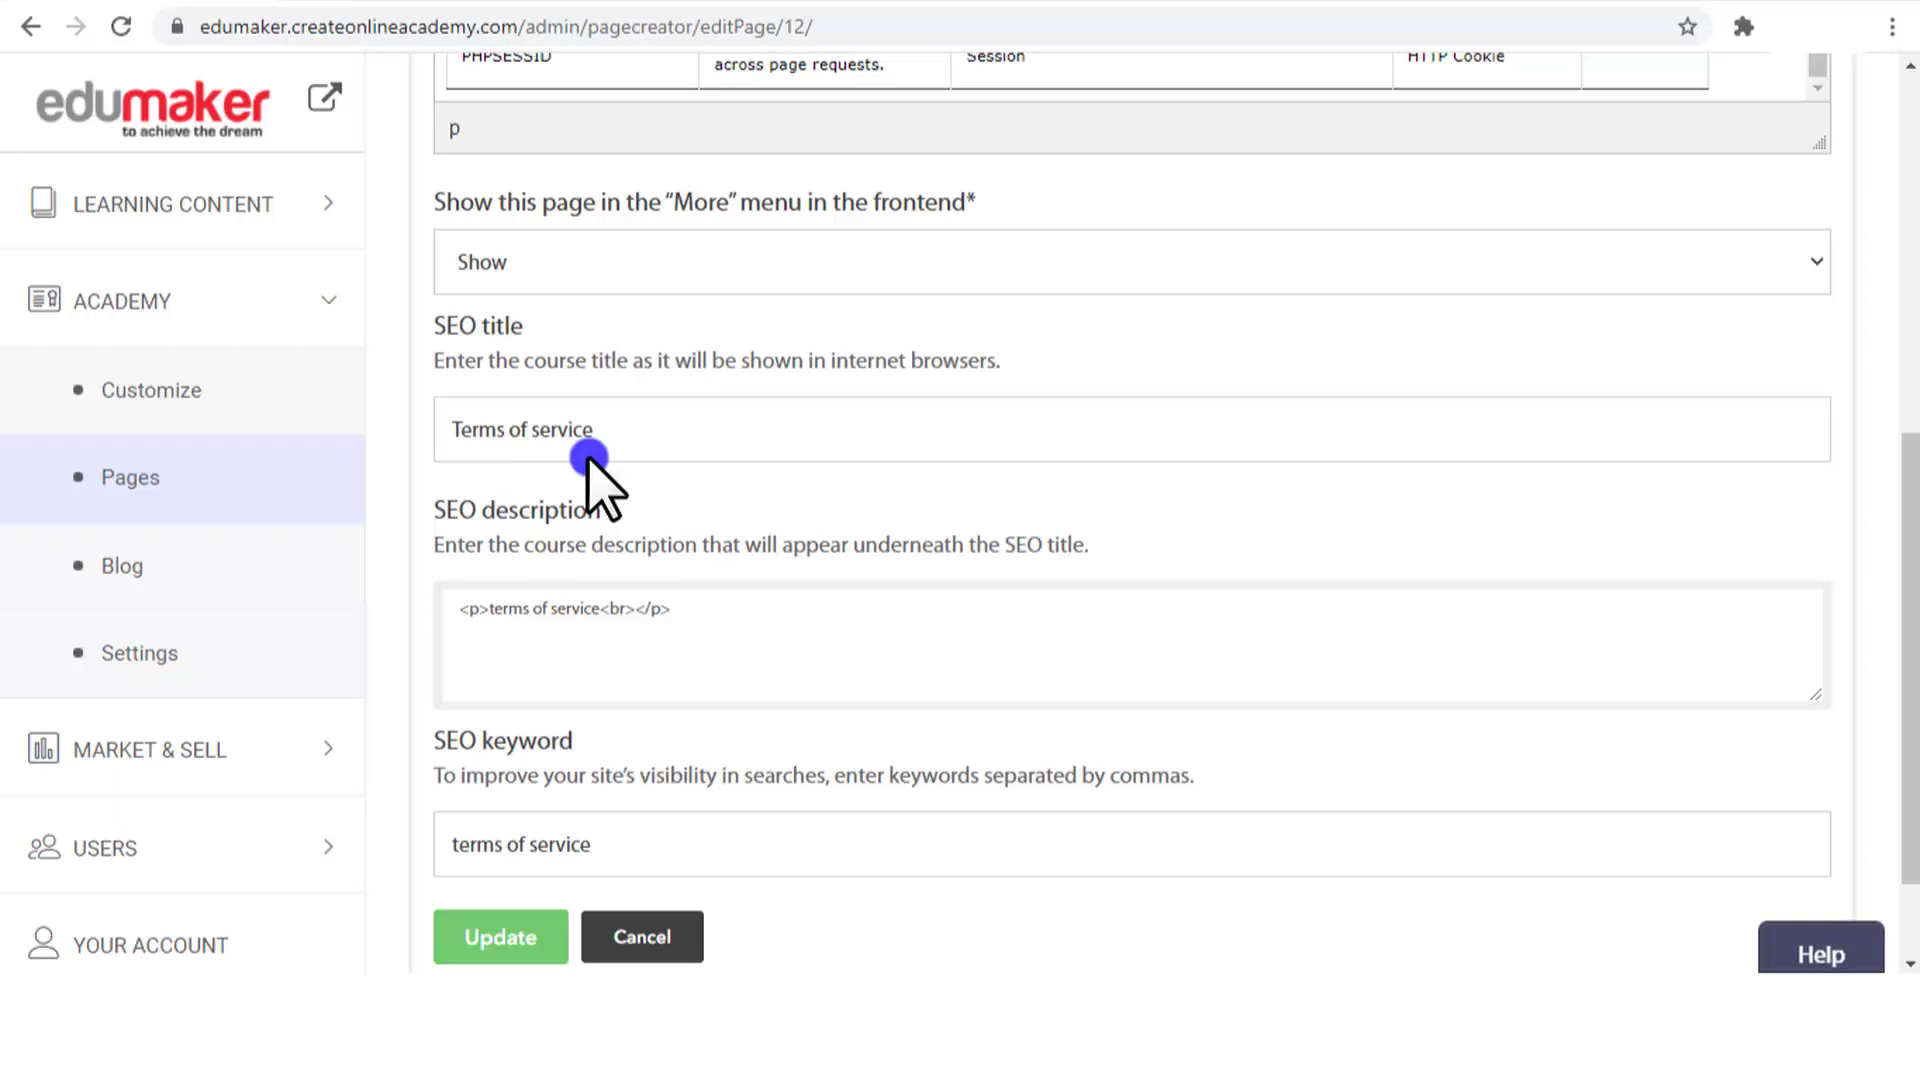 edumaker.createonlineacademy.com/admin/pagecreator/editPage/12/
PHPSESSID
across page requests.
Session
HTTP Cookie
edumaker
to achieve the dream
p
LEARNING CONTENT
ACADEMY
Customize
Pages
Blog
Settings
MARKET & SELL
USERS
YOUR ACCOUNT
Show this page in the “More” menu in the frontend*
Show
SEO title
Enter the course title as it will be shown in internet browsers.
Terms of service
SEO description
Enter the course description that will appear underneath the SEO title.
<p>terms of service<br></p>
SEO keyword
To improve your site’s visibility in searches, enter keywords separated by commas.
terms of service
Update
Cancel
Help